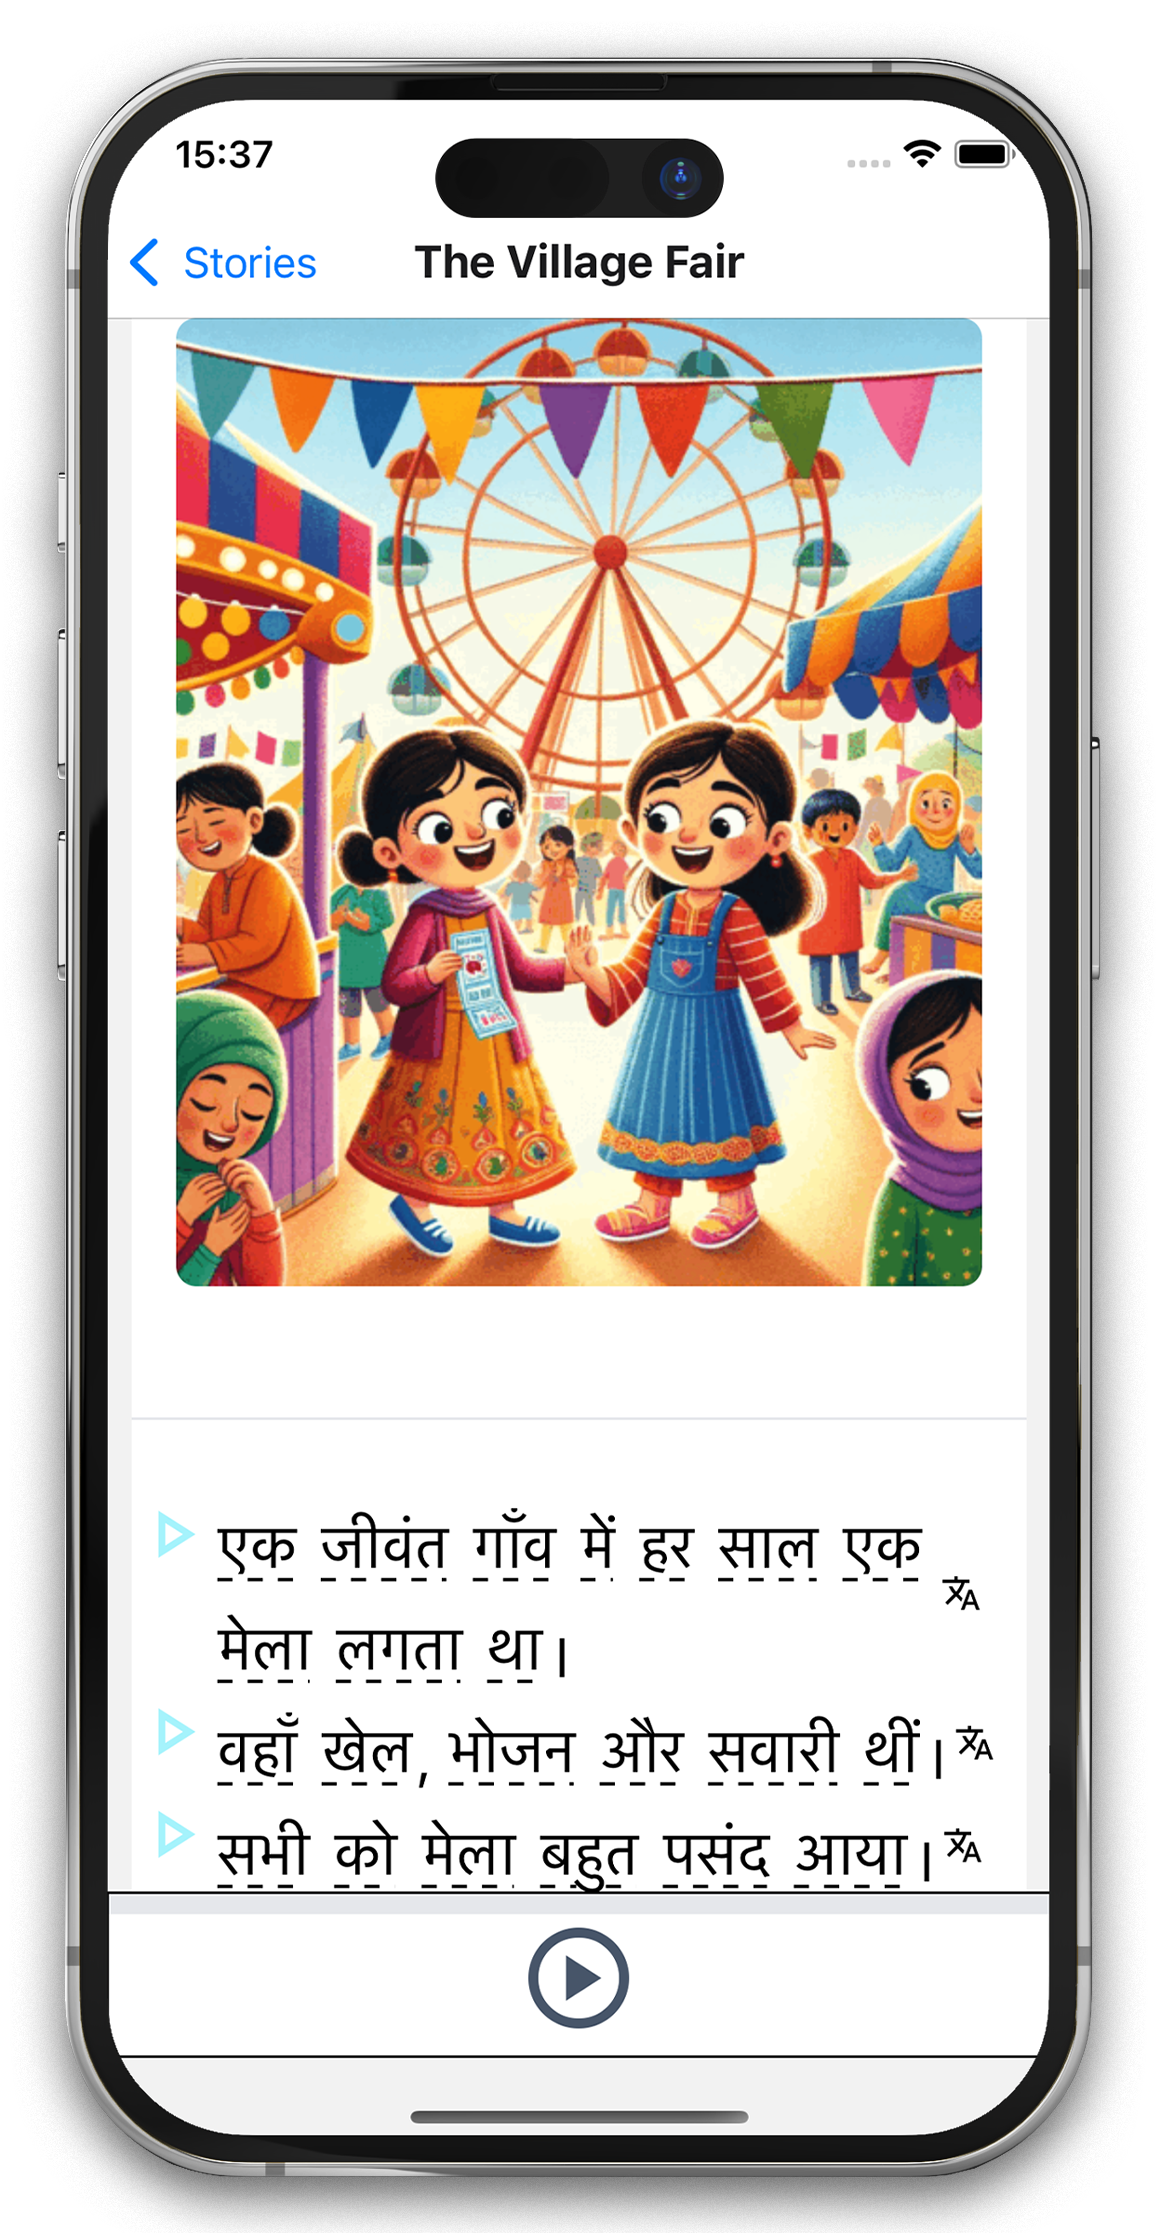 15:37
Stories
The Village Fair
एक जीवंत गाँव में हर साल एक
मेला लगता था।
वहाँ खेल, भोजन और सवारी थीं।
सभी को मेला बहुत पसंद आया।